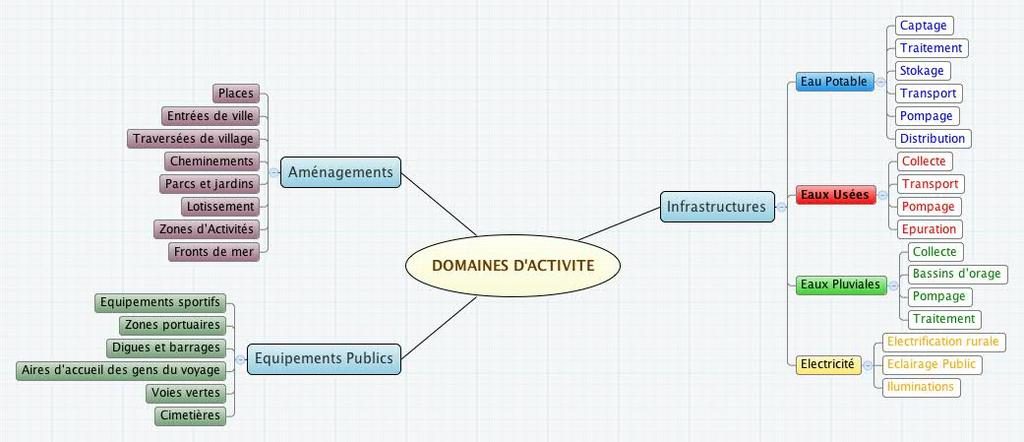 DOMAINES D'ACTIVITE
Aménagements
Places
Entrées de ville
Traversées de village
Cheminements
Parcs et jardins
Lotissement
Zones d'Activités
Fronts de mer
Equipements Publics
Equipements sportifs
Zones portuaires
Digues et barrages
Aires d'accueil des gens du voyage
Voies vertes
Cimetières
Infrastructures
Eau Potable
Captage
Traitement
Stokage
Transport
Pompage
Distribution
Eaux Usées
Collecte
Transport
Pompage
Epuration
Eaux Pluviales
Collecte
Bassins d'orage
Pompage
Traitement
Electricité
Electrification rurale
Eclairage Public
Iluminations